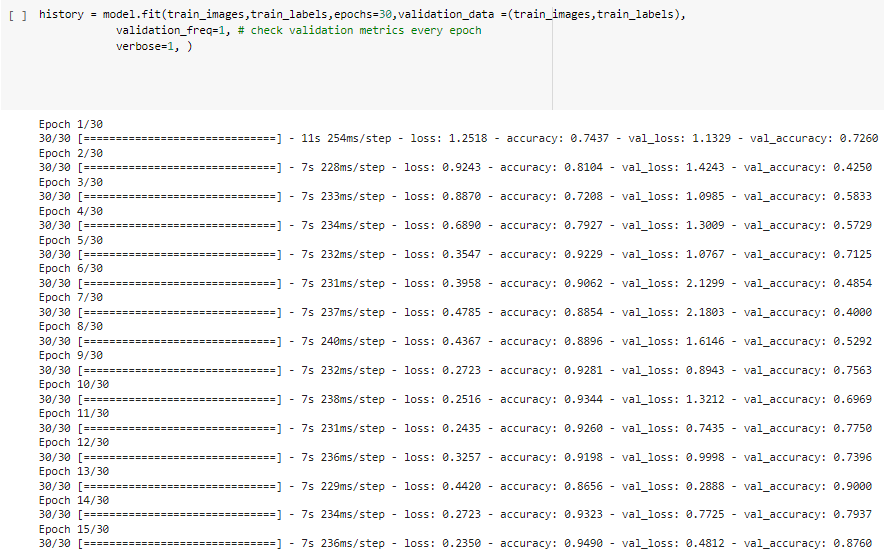 [ ] history = model.fit(train_images,train_labels,epochs=30,validation_data =(train_images,train_labels),
validation_freq=1, # check validation metrics every epoch
verbose=1, )
Epoch 1/30
30/30 [==============================] - 11s 254ms/step - loss: 1.2518 - accuracy: 0.7437 - val_loss: 1.1329 - val_accuracy: 0.7260
Epoch 2/30
30/30 [==============================] - 7s 228ms/step - loss: 0.9243 - accuracy: 0.8104 - val_loss: 1.4243 - val_accuracy: 0.4250
Epoch 3/30
30/30 [==============================] - 7s 233ms/step - loss: 0.8870 - accuracy: 0.7208 - val_loss: 1.0985 - val_accuracy: 0.5833
Epoch 4/30
30/30 [==============================] - 7s 234ms/step - loss: 0.6890 - accuracy: 0.7927 - val_loss: 1.3009 - val_accuracy: 0.5729
Epoch 5/30
30/30 [==============================] - 7s 232ms/step - loss: 0.3547 - accuracy: 0.9229 - val_loss: 1.0767 - val_accuracy: 0.7125
Epoch 6/30
30/30 [==============================] - 7s 231ms/step - loss: 0.3958 - accuracy: 0.9062 - val_loss: 2.1299 - val_accuracy: 0.4854
Epoch 7/30
30/30 [==============================] - 7s 237ms/step - loss: 0.4785 - accuracy: 0.8854 - val_loss: 2.1803 - val_accuracy: 0.4000
Epoch 8/30
30/30 [==============================] - 7s 240ms/step - loss: 0.4367 - accuracy: 0.8896 - val_loss: 1.6146 - val_accuracy: 0.5292
Epoch 9/30
30/30 [==============================] - 7s 232ms/step - loss: 0.2723 - accuracy: 0.9281 - val_loss: 0.8943 - val_accuracy: 0.7563
Epoch 10/30
30/30 [==============================] - 7s 238ms/step - loss: 0.2516 - accuracy: 0.9344 - val_loss: 1.3212 - val_accuracy: 0.6969
Epoch 11/30
30/30 [==============================] - 7s 231ms/step - loss: 0.2435 - accuracy: 0.9260 - val_loss: 0.7435 - val_accuracy: 0.7750
Epoch 12/30
30/30 [==============================] - 7s 236ms/step - loss: 0.3257 - accuracy: 0.9198 - val_loss: 0.9998 - val_accuracy: 0.7396
Epoch 13/30
30/30 [==============================] - 7s 229ms/step - loss: 0.4420 - accuracy: 0.8656 - val_loss: 0.2888 - val_accuracy: 0.9000
Epoch 14/30
30/30 [==============================] - 7s 234ms/step - loss: 0.2723 - accuracy: 0.9323 - val_loss: 0.7725 - val_accuracy: 0.7937
Epoch 15/30
30/30 [==============================] - 7s 236ms/step - loss: 0.2350 - accuracy: 0.9490 - val_loss: 0.4812 - val_accuracy: 0.8760